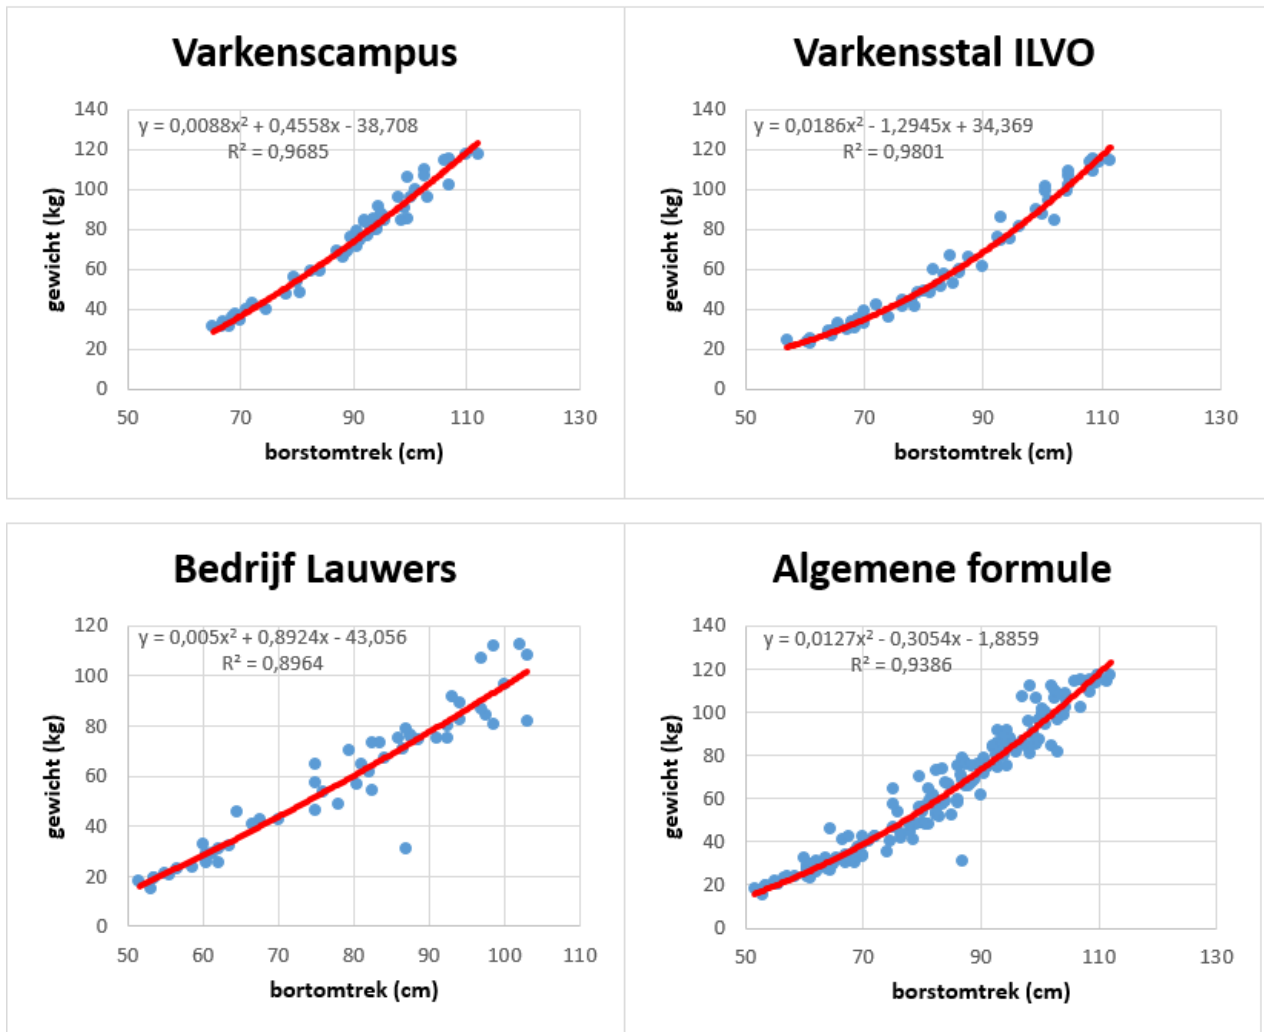 Varkenscampus
y = 0,0088x² + 0,4558x - 38,708
R² = 0,9685
140
120
100
80
60
40
20
0
gewicht (kg)
50 70 90 110 130
borstomtrek (cm)
Varkensstal ILVO
y = 0,0186x² - 1,2945x + 34,369
R² = 0,9801
140
120
100
80
60
40
20
0
gewicht (kg)
50 70 90 110 130
borstomtrek (cm)
Bedrijf Lauwers
y = 0,005x² + 0,8924x - 43,056
R² = 0,8964
120
100
80
60
40
20
0
gewicht (kg)
50 60 70 80 90 100 110
bortomtrek (cm)
Algemene formule
y = 0,0127x² - 0,3054x - 1,8859
R² = 0,9386
140
120
100
80
60
40
20
0
gewicht (kg)
50 70 90 110 130
borstomtrek (cm)